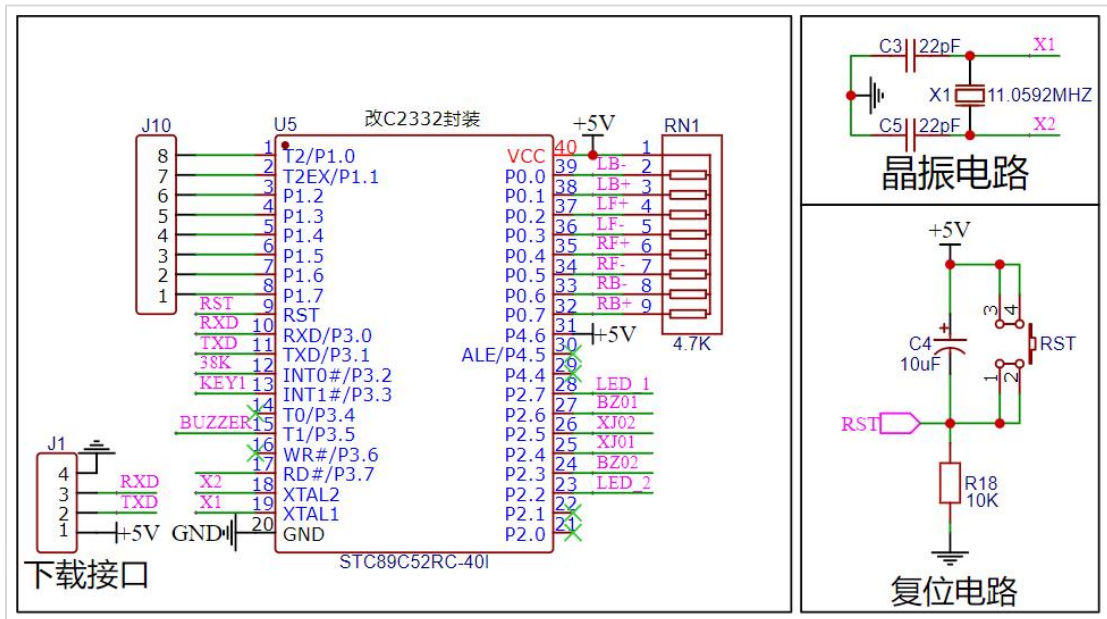 改C2332封装
J10
8
7
6
5
4
3
2
1
U5
1 T2/P1.0
2 T2EX/P1.1
3 P1.2
4 P1.3
5 P1.4
6 P1.5
7 P1.6
8 P1.7
RST 9 RST
RXD 10 RXD/P3.0
TXD 11 TXD/P3.1
38K 12 INT0#/P3.2
KEY1 13 INT1#/P3.3
14 T0/P3.4
BUZZER 15 T1/P3.5
16 WR#/P3.6
17 RD#/P3.7
X2 18 XTAL2
X1 19 XTAL1
GND 20 GND
+5V
VCC 40
P0.0 39 LB-
P0.1 38 LB+
P0.2 37 LF+
P0.3 36 LF-
P0.4 35 RF+
P0.5 34 RF-
P0.6 33 RB-
P0.7 32 RB+
P4.6 31 +5V
ALE/P4.5 30
P4.4 29
P2.7 28 LED_1
P2.6 27 BZ01
P2.5 26 XJ02
P2.4 25 XJ01
P2.3 24 BZ02
P2.2 23 LED_2
P2.1 22
P2.0 21
STC89C52RC-40I
RN1
1
2
3
4
5
6
7
8
9
4.7K
J1
4
3 RXD
2 TXD
1 +5V
下载接口
C3 22pF X1
X1 11.0592MHZ
C5 22pF X2
晶振电路
+5V
3 4
C4
10uF
RST
1 2
RST
R18
10K
复位电路